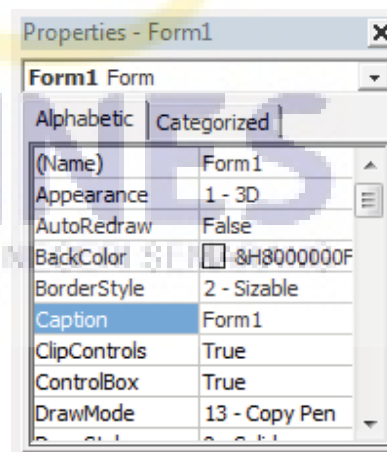 Properties - Form1
Form1 Form
Alphabetic Categorized
(Name) Form1
Appearance 1 - 3D
AutoRedraw False
BackColor &H8000000F
BorderStyle 2 - Sizable
Caption Form1
ClipControls True
ControlBox True
DrawMode 13 - Copy Pen